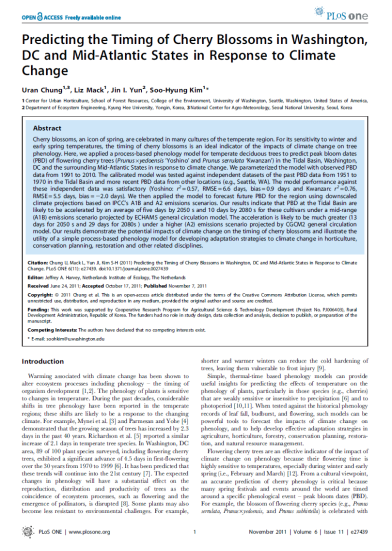 OPEN ACCESS Freely available online
PLoS one
Predicting the Timing of Cherry Blossoms in Washington,
DC and Mid-Atlantic States in Response to Climate
Change
Uran Chung1,2, Liz Mack1, Jin I. Yun2, Soo-Hyung Kim1*
1 Center for Urban Horticulture, School of Forest Resources, College of the Environment, University of Washington, Seattle, Washington, United States of America,
2 Department of Ecosystem Engineering, Kyung Hee University, Yongin, Korea, 3 National Center for Agro-Meteorology, Seoul National University, Seoul, Korea
Abstract
Cherry blossoms, an icon of spring, are celebrated in many cultures of the temperate region. For its sensitivity to winter and
early spring temperatures, the timing of cherry blossoms is an ideal indicator of the impacts of climate change on tree
phenology. Here, we applied a process-based phenology model for temperate deciduous trees to predict peak bloom dates
(PBD) of flowering cherry trees (Prunus×yedoensis 'Yoshino' and Prunus serrulata 'Kwanzan') in the Tidal Basin, Washington,
DC and the surrounding Mid-Atlantic States in response to climate change. We parameterized the model with observed PBD
data from 1991 to 2010. The calibrated model was tested against independent datasets of the past PBD data from 1951 to
1970 in the Tidal Basin and more recent PBD data from other locations (e.g., Seattle, WA). The model performance against
these independent data was satisfactory (Yoshino: r2=0.57, RMSE=6.6 days, bias=0.9 days and Kwanzan: r2=0.76,
RMSE=5.5 days, bias=−2.0 days). We then applied the model to forecast future PBD for the region using downscaled
climate projections based on IPCC's A1B and A2 emissions scenarios. Our results indicate that PBD at the Tidal Basin are
likely to be accelerated by an average of five days by 2050 s and 10 days by 2080 s for these cultivars under a mid-range
(A1B) emissions scenario projected by ECHAM5 general circulation model. The acceleration is likely to be much greater (13
days for 2050 s and 29 days for 2080s) under a higher (A2) emissions scenario projected by CGCM2 general circulation
model. Our results demonstrate the potential impacts of climate change on the timing of cherry blossoms and illustrate the
utility of a simple process-based phenology model for developing adaptation strategies to climate change in horticulture,
conservation planning, restoration and other related disciplines.
Citation: Chung U, Mack L, Yun JI, Kim S-H (2011) Predicting the Timing of Cherry Blossoms in Washington, DC and Mid-Atlantic States in Response to Climate
Change. PLoS ONE 6(11): e27439. doi:10.1371/journal.pone.0027439
Editor: Jeffrey A. Harvey, Netherlands Institute of Ecology, The Netherlands
Received June 24, 2011; Accepted October 17, 2011; Published November 7, 2011
Copyright: © 2011 Chung et al. This is an open-access article distributed under the terms of the Creative Commons Attribution License, which permits
unrestricted use, distribution, and reproduction in any medium, provided the original author and source are credited.
Funding: This work was supported by Cooperative Research Program for Agricultural Science & Technology Development (Project No. PJ006403), Rural
Development Administration, Republic of Korea. The funders had no role in study design, data collection and analysis, decision to publish, or preparation of the
manuscript.
Competing Interests: The authors have declared that no competing interests exist.
* E-mail: sookim@uwashington.edu
Introduction
Warming associated with climate change has been shown to
alter ecosystem processes including phenology – the timing of
organism development [1,2]. The phenology of plants is sensitive
to changes in temperature. During the past decades, considerable
shifts in tree phenology have been reported in the temperate
regions; these shifts are likely to be a response to the changing
climate. For example, Myneni et al. [3] and Parmesan and Yohe [4]
demonstrated that the growing season of trees has increased by 2.3
days in the past 40 years. Richardson et al. [5] reported a similar
increase of 2.1 days in temperate tree species. In Washington, DC
area, 89 of 100 plant species surveyed, including flowering cherry
trees, exhibited a significant advance of 4.5 days in first-flowering
over the 30 years from 1970 to 1999 [6]. It has been predicted that
these trends will continue into the 21st century [7]. The expected
changes in phenology will have a substantial effect on the
reproduction, distribution and productivity of trees as the
coincidence of ecosystem processes, such as flowering and the
emergence of pollinators, is disrupted [8]. Some plants may also
become less resistant to environmental changes. For example,
shorter and warmer winters can reduce the cold hardening of
trees, leaving them vulnerable to frost injury [9].
Simple, thermal-time based phenology models can provide
useful insights for predicting the effects of temperature on the
phenology of plants, particularly in those species (e.g., cherries)
that are weakly sensitive or insensitive to precipitation [6] and to
photoperiod [10,11]. When tested against the historical phenology
records of leaf fall, budburst, and flowering, such models can be
powerful tools to forecast the impacts of climate change on
phenology, and to help develop effective adaptation strategies in
agriculture, horticulture, forestry, conservation planning, restora-
tion, and natural resource management.
Flowering cherry trees are an effective indicator of the impact of
climate change on phenology because their flowering time is
highly sensitive to temperatures, especially during winter and early
spring (i.e., February and March) [12]. From a cultural viewpoint,
an accurate prediction of cherry phenology is critical because
many spring festivals and events around the world are timed
around a specific phenological event – peak bloom dates (PBD).
For example, the blossom of flowering cherry species (e.g., Prunus
serrulata, Prunus×yedoensis, and Prunus subhirtella) is celebrated with
PLoS ONE | www.plosone.org
1
November 2011 | Volume 6 | Issue 11 | e27439